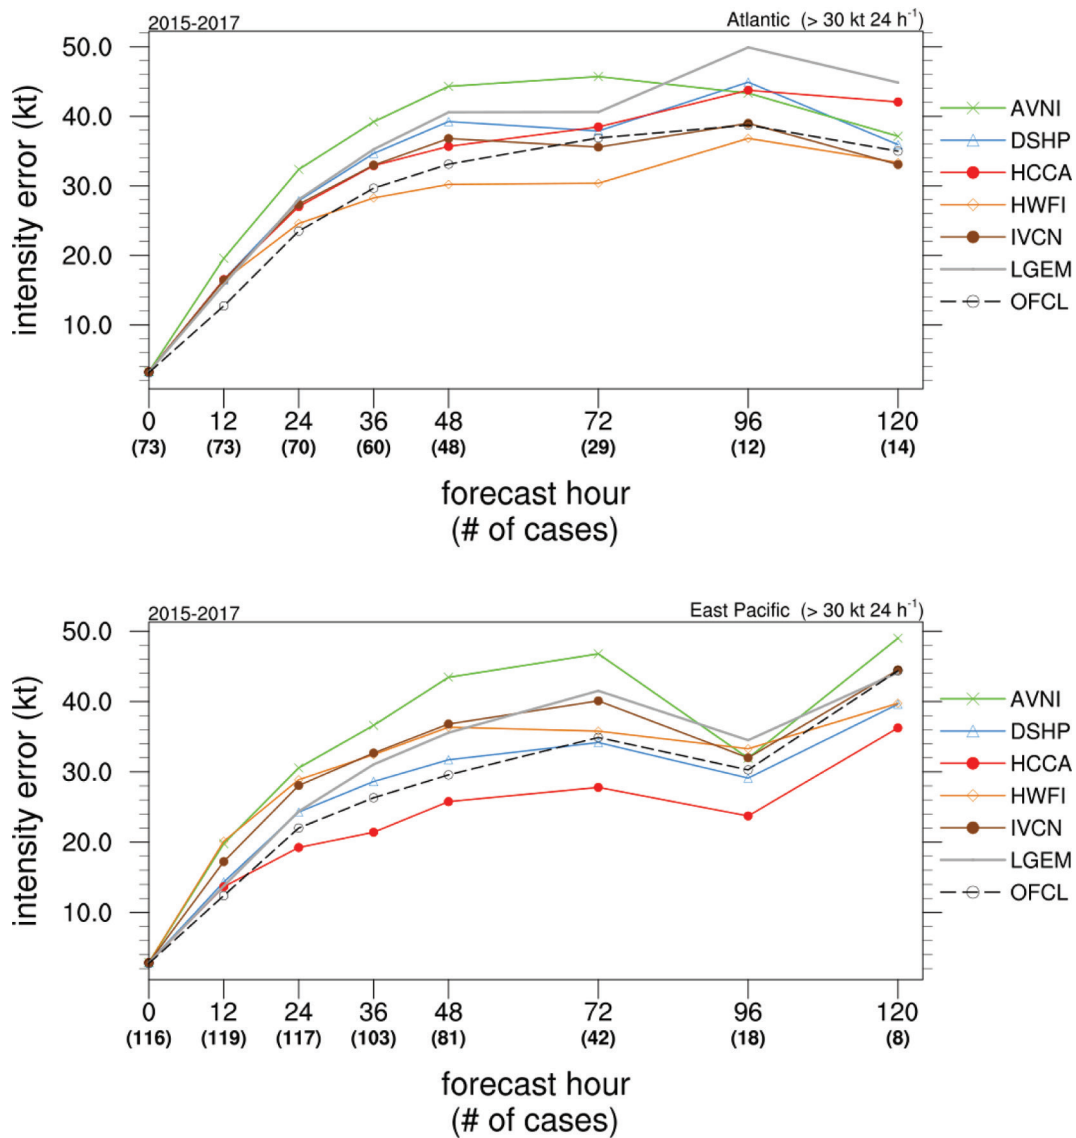 2015-2017
Atlantic (> 30 kt 24 h⁻¹)
50.0
40.0
30.0
20.0
10.0
intensity error (kt)
AVNI
DSHP
HCCA
HWFI
IVCN
LGEM
OFCL
0 12 24 36 48 72 96 120
(73) (73) (70) (60) (48) (29) (12) (14)
forecast hour
(# of cases)
2015-2017
East Pacific (> 30 kt 24 h⁻¹)
50.0
40.0
30.0
20.0
10.0
intensity error (kt)
AVNI
DSHP
HCCA
HWFI
IVCN
LGEM
OFCL
0 12 24 36 48 72 96 120
(116) (119) (117) (103) (81) (42) (18) (8)
forecast hour
(# of cases)